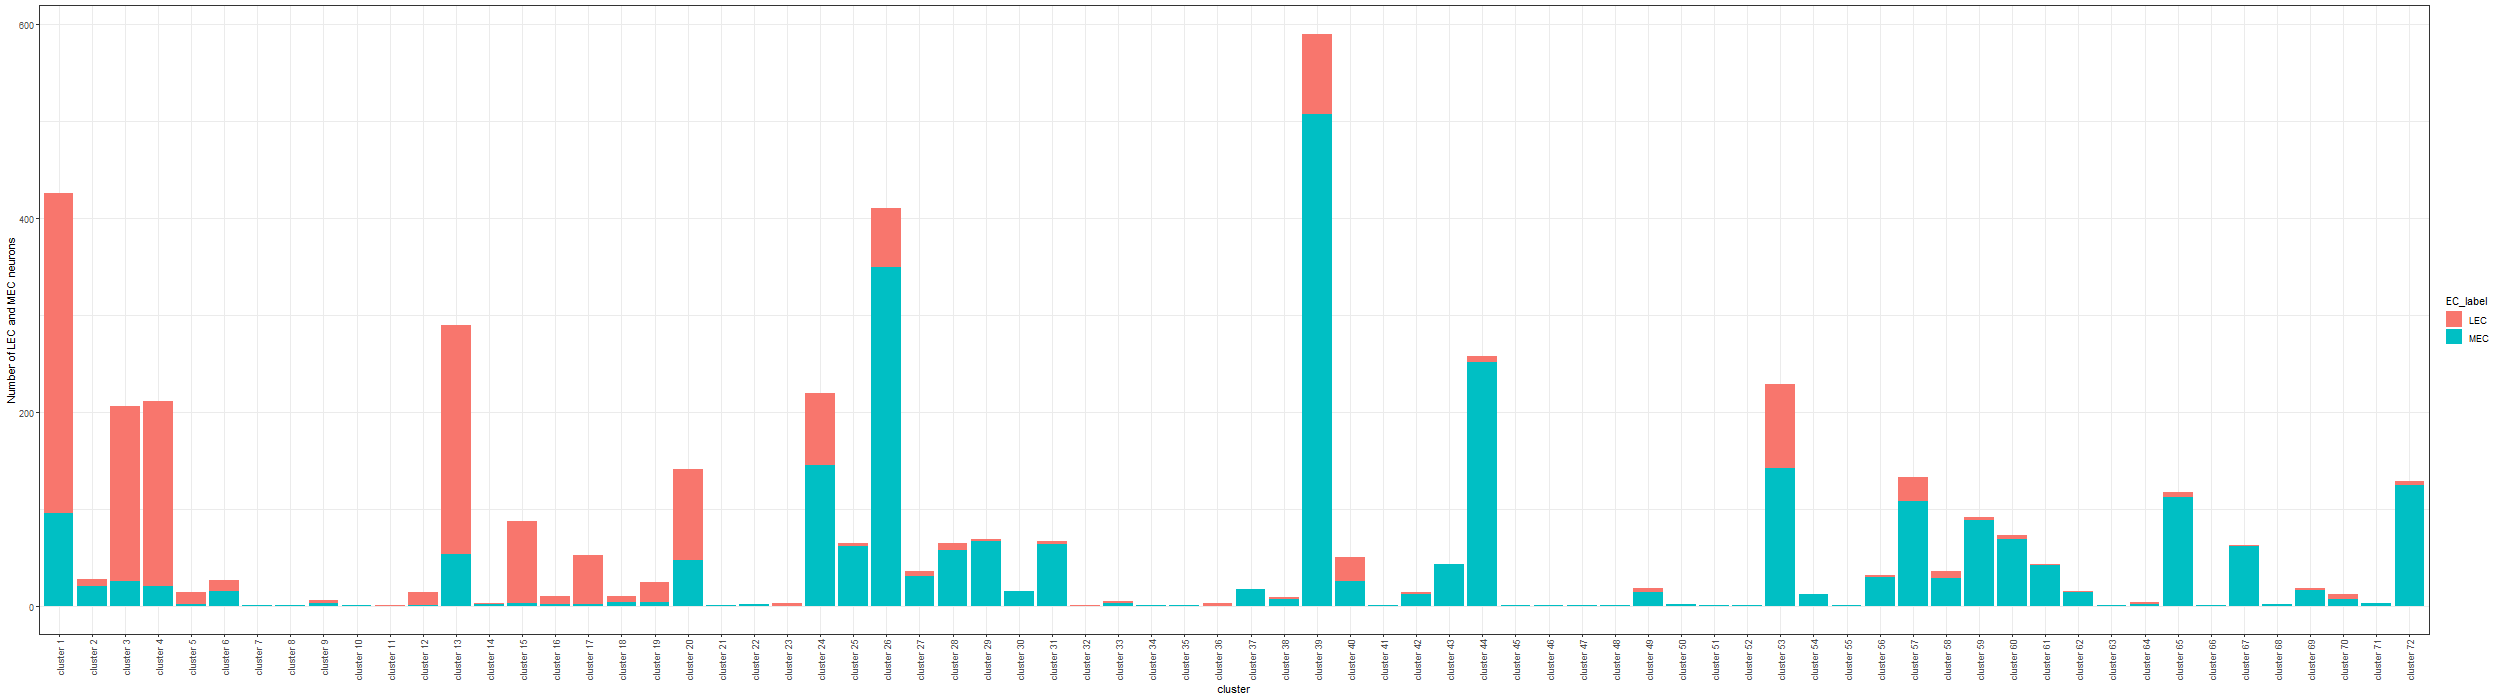 600
400
200
0
Number of LEC and MEC neurons
cluster 1
cluster 2
cluster 3
cluster 4
cluster 5
cluster 6
cluster 7
cluster 8
cluster 9
cluster 10
cluster 11
cluster 12
cluster 13
cluster 14
cluster 15
cluster 16
cluster 17
cluster 18
cluster 19
cluster 20
cluster 21
cluster 22
cluster 23
cluster 24
cluster 25
cluster 26
cluster 27
cluster 28
cluster 29
cluster 30
cluster 31
cluster 32
cluster 33
cluster 34
cluster 35
cluster 36
cluster 37
cluster 38
cluster 39
cluster 40
cluster 41
cluster 42
cluster 43
cluster 44
cluster 45
cluster 46
cluster 47
cluster 48
cluster 49
cluster 50
cluster 51
cluster 52
cluster 53
cluster 54
cluster 55
cluster 56
cluster 57
cluster 58
cluster 59
cluster 60
cluster 61
cluster 62
cluster 63
cluster 64
cluster 65
cluster 66
cluster 67
cluster 68
cluster 69
cluster 70
cluster 71
cluster 72
cluster
EC_label
LEC
MEC